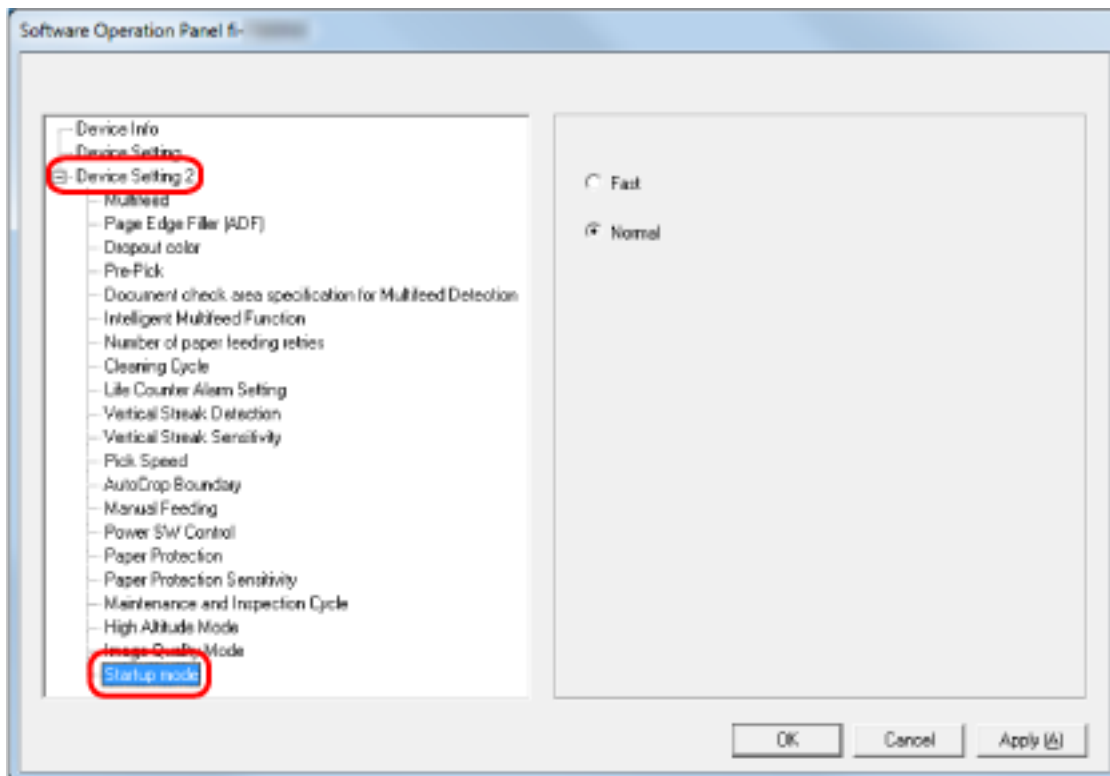 Software Operation Panel fi-
Device Info
Device Setting
Device Setting 2
Multifeed
Page Edge Filler (ADF)
Dropout color
Pre-Pick
Document check area specification for Multifeed Detection
Intelligent Multifeed Function
Number of paper feeding retries
Cleaning Cycle
Life Counter Alarm Setting
Vertical Streak Detection
Vertical Streak Sensitivity
Pick Speed
AutoCrop Boundary
Manual Feeding
Power SW Control
Paper Protection
Paper Protection Sensitivity
Maintenance and Inspection Cycle
High Altitude Mode
Image Quality Mode
Startup mode
Fast
Normal
OK
Cancel
Apply (A)